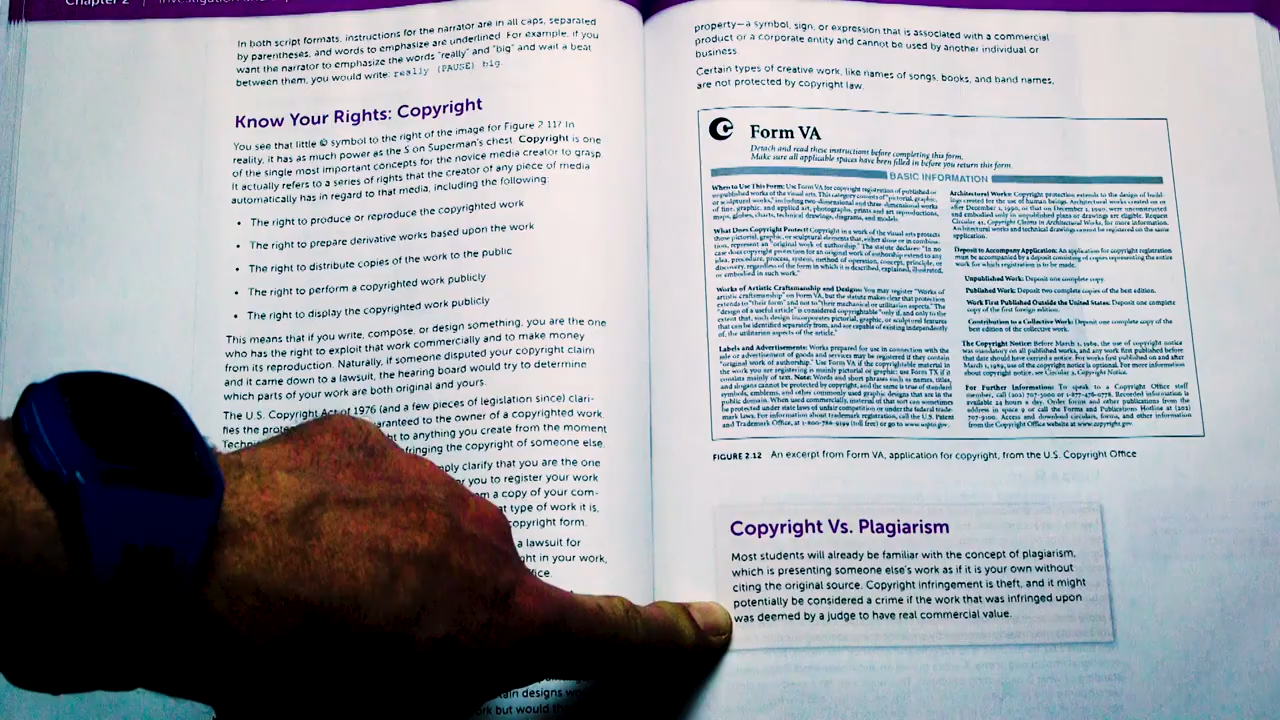 Chapter 2
In both script formats, instructions for the narrator are in all caps, separated
by parentheses, and words to emphasize are underlined. For example, if you
want the narrator to emphasize the words "really" and "big" and wait a beat
between them, you would write: really (PAUSE) big.
Know Your Rights: Copyright
You see that little © symbol to the right of the image for Figure 2.11? In
reality, it has as much power as the S on Superman's chest. Copyright is one
of the single most important concepts for the novice media creator to grasp.
It actually refers to a series of rights that the creator of any piece of media
automatically has in regard to that media, including the following:
• The right to produce or reproduce the copyrighted work
• The right to prepare derivative works based upon the work
• The right to distribute copies of the work to the public
• The right to perform a copyrighted work publicly
• The right to display the copyrighted work publicly
This means that if you write, compose, or design something, you are the one
who has the right to exploit that work commercially and to make money
from its reproduction. Naturally, if someone disputed your copyright claim
and it came down to a lawsuit, the hearing board would try to determine
which parts of your work are original and yours.
The U.S. Copyright Act of 1976 (and a few pieces of legislation since) clari-
fies the
aranteed to the owner of a copyrighted work.
ht to anything you create from the moment
fringing the copyright of someone else.
ply clarify that you are the one
you to register your work
a copy of your com-
type of work it is,
copyright form.
a lawsuit for
in your work,
designs
but would
property—a symbol, sign, or expression that is associated with a commercial
product or a corporate entity and cannot be used by another individual or
business.
Certain types of creative work, like names of songs, books, and band names,
are not protected by copyright law.
Form VA
Detach and read these instructions before completing this form.
Make sure all applicable spaces have been filled in before you return this form.
BASIC INFORMATION
When to Use This Form: Use Form VA for copyright registration of published or
unpublished works of the visual arts. This category consists of "pictorial, graphic,
or sculptural works," including two-dimensional and three-dimensional works
of fine, graphic, and applied art, photographs, prints and art reproductions,
maps, globes, charts, technical drawings, diagrams, and models.
What Does Copyright Protect? Copyright in a work of the visual arts protects
those pictorial, graphic, or sculptural elements that, either alone or in combina-
tion, represent an "original work of authorship." The statute declares: "In no
case does copyright protection for an original work of authorship extend to any
idea, procedure, process, system, method of operation, concept, principle, or
discovery, regardless of the form in which it is described, explained, illustrated,
or embodied in such work."
Works of Artistic Craftsmanship and Designs: You may register "Works of
artistic craftsmanship" on Form VA, but the statute makes clear that protection
extends to "their form" and not to "their mechanical or utilitarian aspects." The
"design of a useful article" is considered copyrightable "only if, and only to the
extent that, such design incorporates pictorial, graphic, or sculptural features
that can be identified separately from, and are capable of existing independently
of, the utilitarian aspects of the article."
Labels and Advertisements: Works prepared for use in connection with the
sale or advertisement of goods and services may be registered if they contain
"original work of authorship." Use Form VA if the copyrightable material in
the work you are registering is mainly pictorial or graphic; use Form TX if it
consists mainly of text. Note: Words and short phrases such as names, titles,
and slogans cannot be protected by copyright, and the same is true of standard
symbols, emblems, and other commonly used graphic designs that are in the
public domain. When used commercially, material of that sort can sometimes
be protected under state laws of unfair competition or under the federal trade-
mark laws. For information about trademark registration, call the U.S. Patent
and Trademark Office, at 1-800-786-9199 (toll free) or go to www.uspto.gov.
Architectural Works: Copyright protection extends to the design of build-
ings created for the use of human beings. Architectural works created on or
after December 1, 1990, or that on December 1, 1990, were unconstructed
and embodied only in unpublished plans or drawings are eligible. Request
Circular 41, Copyright Claims in Architectural Works, for more information.
Architectural works and technical drawings cannot be registered on the same
application.
Deposit to Accompany Application: An application for copyright registration
must be accompanied by a deposit consisting of copies representing the entire
work for which registration is to be made.
Unpublished Work: Deposit one complete copy.
Published Work: Deposit two complete copies of the best edition.
Work First Published Outside the United States: Deposit one complete
copy of the first foreign edition.
Contribution to a Collective Work: Deposit one complete copy of the
best edition of the collective work.
The Copyright Notice: Before March 1, 1989, the use of copyright notice
was mandatory on all published works, and any work first published before
that date should have carried a notice. For works first published on and after
March 1, 1989, use of the copyright notice is optional. For more information
about copyright notice, see Circular 3, Copyright Notice.
For Further Information: To speak to a Copyright Office staff
member, call (202) 707-3000 or 1-877-476-0778. Recorded information is
available 24 hours a day. Order forms and other publications from the
address in space 9 or call the Forms and Publications Hotline at (202)
707-9100. Access and download circulars, forms, and other information
from the Copyright Office website at www.copyright.gov.
FIGURE 2.12 An excerpt from Form VA, application for copyright, from the U.S. Copyright Office
Copyright Vs. Plagiarism
Most students will already be familiar with the concept of plagiarism,
which is presenting someone else's work as if it is your own without
citing the original source. Copyright infringement is theft, and it might
potentially be considered a crime if the work that was infringed upon
was deemed by a judge to have real commercial value.